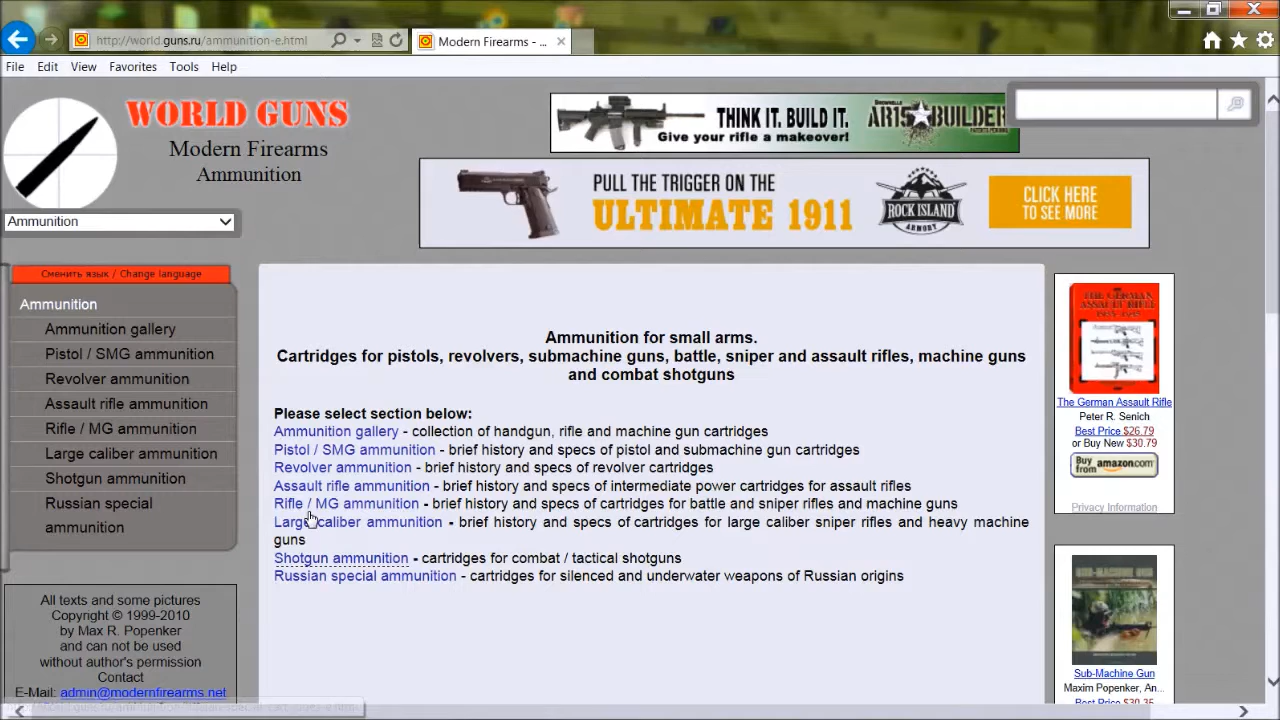 http://world.guns.ru/ammunition-e.html
Modern Firearms - ...
File Edit View Favorites Tools Help
WORLD GUNS
Modern Firearms
Ammunition
THINK IT. BUILD IT.
Give your rifle a makeover!
BROWNELLS
PULL THE TRIGGER ON THE
ULTIMATE 1911
ROCK ISLAND
ARMORY
CLICK HERE
TO SEE MORE
Ammunition
Сменить язык / Change language
Ammunition
Ammunition gallery
Pistol / SMG ammunition
Revolver ammunition
Assault rifle ammunition
Rifle / MG ammunition
Large caliber ammunition
Shotgun ammunition
Russian special
ammunition
All texts and some pictures
Copyright © 1999-2010
by Max R. Popenker
and can not be used
without author's permission
Contact
E-Mail: admin@modernfirearms.net
Ammunition for small arms.
Cartridges for pistols, revolvers, submachine guns, battle, sniper and assault rifles, machine guns
and combat shotguns
Please select section below:
Ammunition gallery - collection of handgun, rifle and machine gun cartridges
Pistol / SMG ammunition - brief history and specs of pistol and submachine gun cartridges
Revolver ammunition - brief history and specs of revolver cartridges
Assault rifle ammunition - brief history and specs of intermediate power cartridges for assault rifles
Rifle / MG ammunition - brief history and specs of cartridges for battle and sniper rifles and machine guns
Large caliber ammunition - brief history and specs of cartridges for large caliber sniper rifles and heavy machine
guns
Shotgun ammunition - cartridges for combat / tactical shotguns
Russian special ammunition - cartridges for silenced and underwater weapons of Russian origins
THE GERMAN
ASSAULT RIFLE
The German Assault Rifle
Peter R. Senich
Best Price $26.79
or Buy New $30.79
Buy from amazon.com
Privacy Information
SUB-MACHINE GUN
Sub-Machine Gun
Maxim Popenker, An...